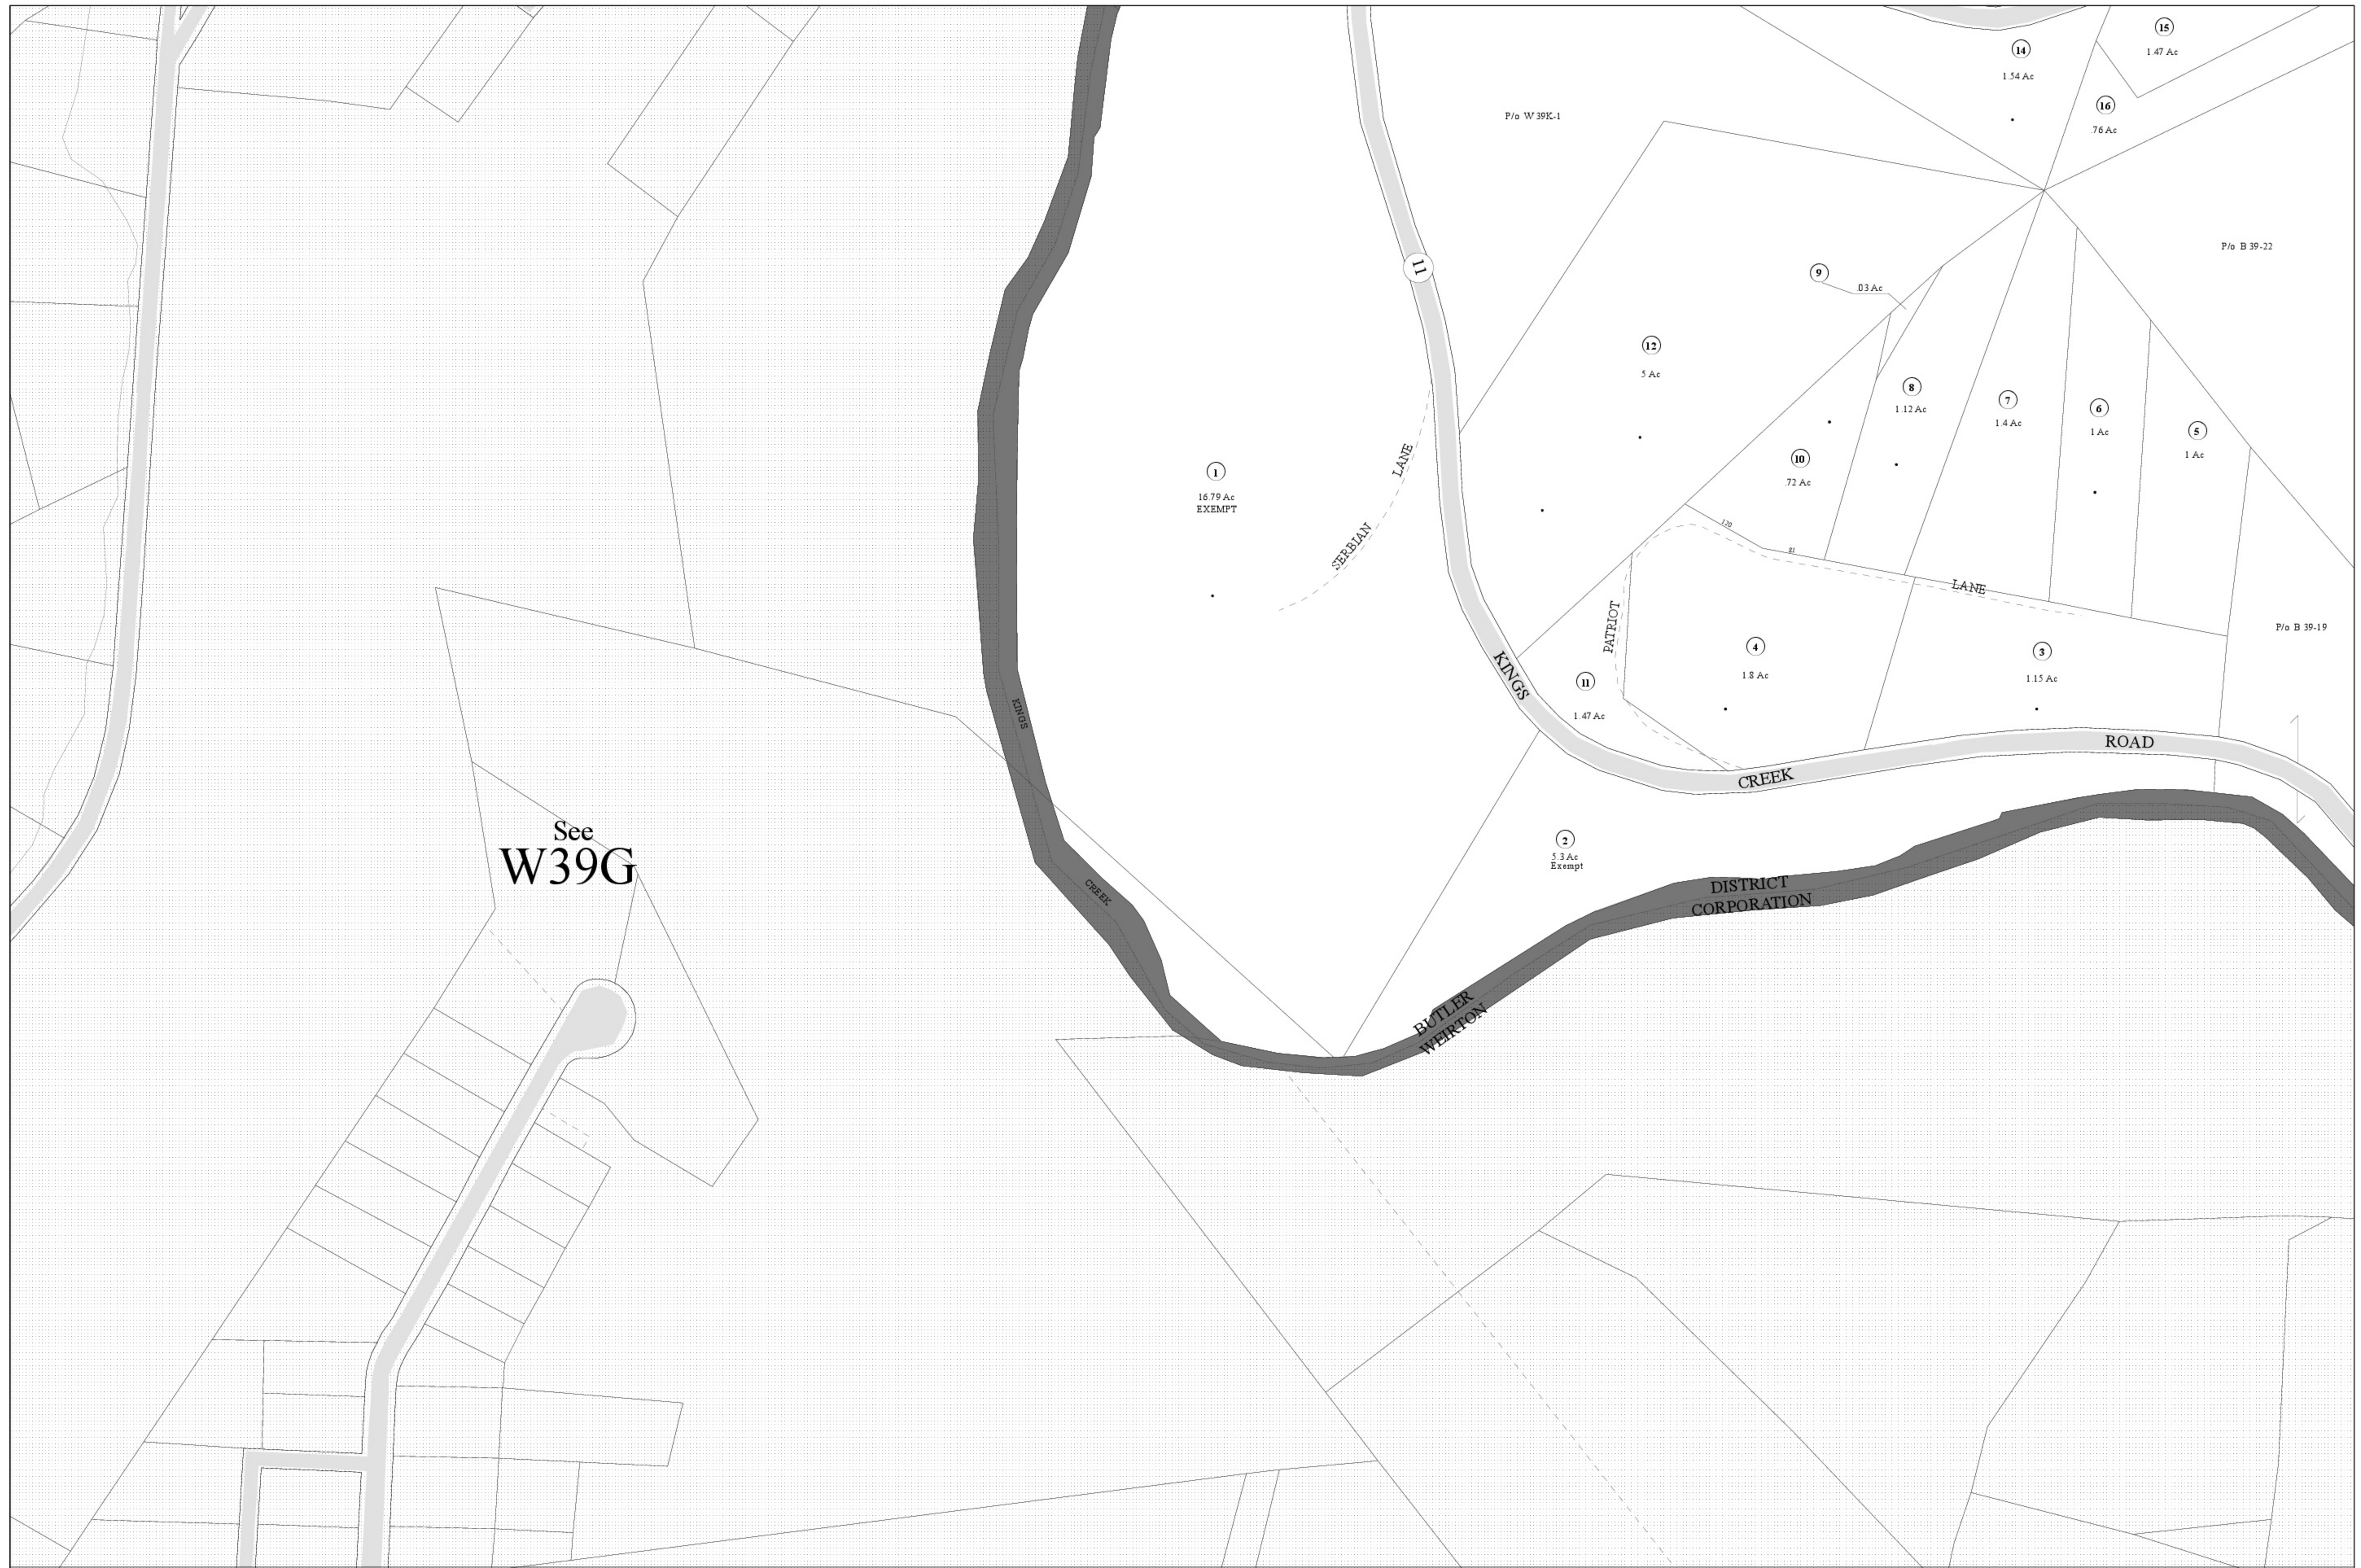 15
1.47 Ac
14
1.54 Ac
16
.76 Ac
P/o W 39K-1
P/o B 39-22
11
9
.03 Ac
12
5 Ac
8
1.12 Ac
7
1.4 Ac
6
1 Ac
5
1 Ac
10
.72 Ac
1
16.79 Ac
EXEMPT
SERBIAN LANE
120
81
PATRIOT LANE
P/o B 39-19
4
1.8 Ac
3
1.15 Ac
11
1.47 Ac
KINGS CREEK ROAD
KINGS CREEK
2
5.3 Ac
Exempt
See
W39G
BUTLER DISTRICT
WEIRTON CORPORATION